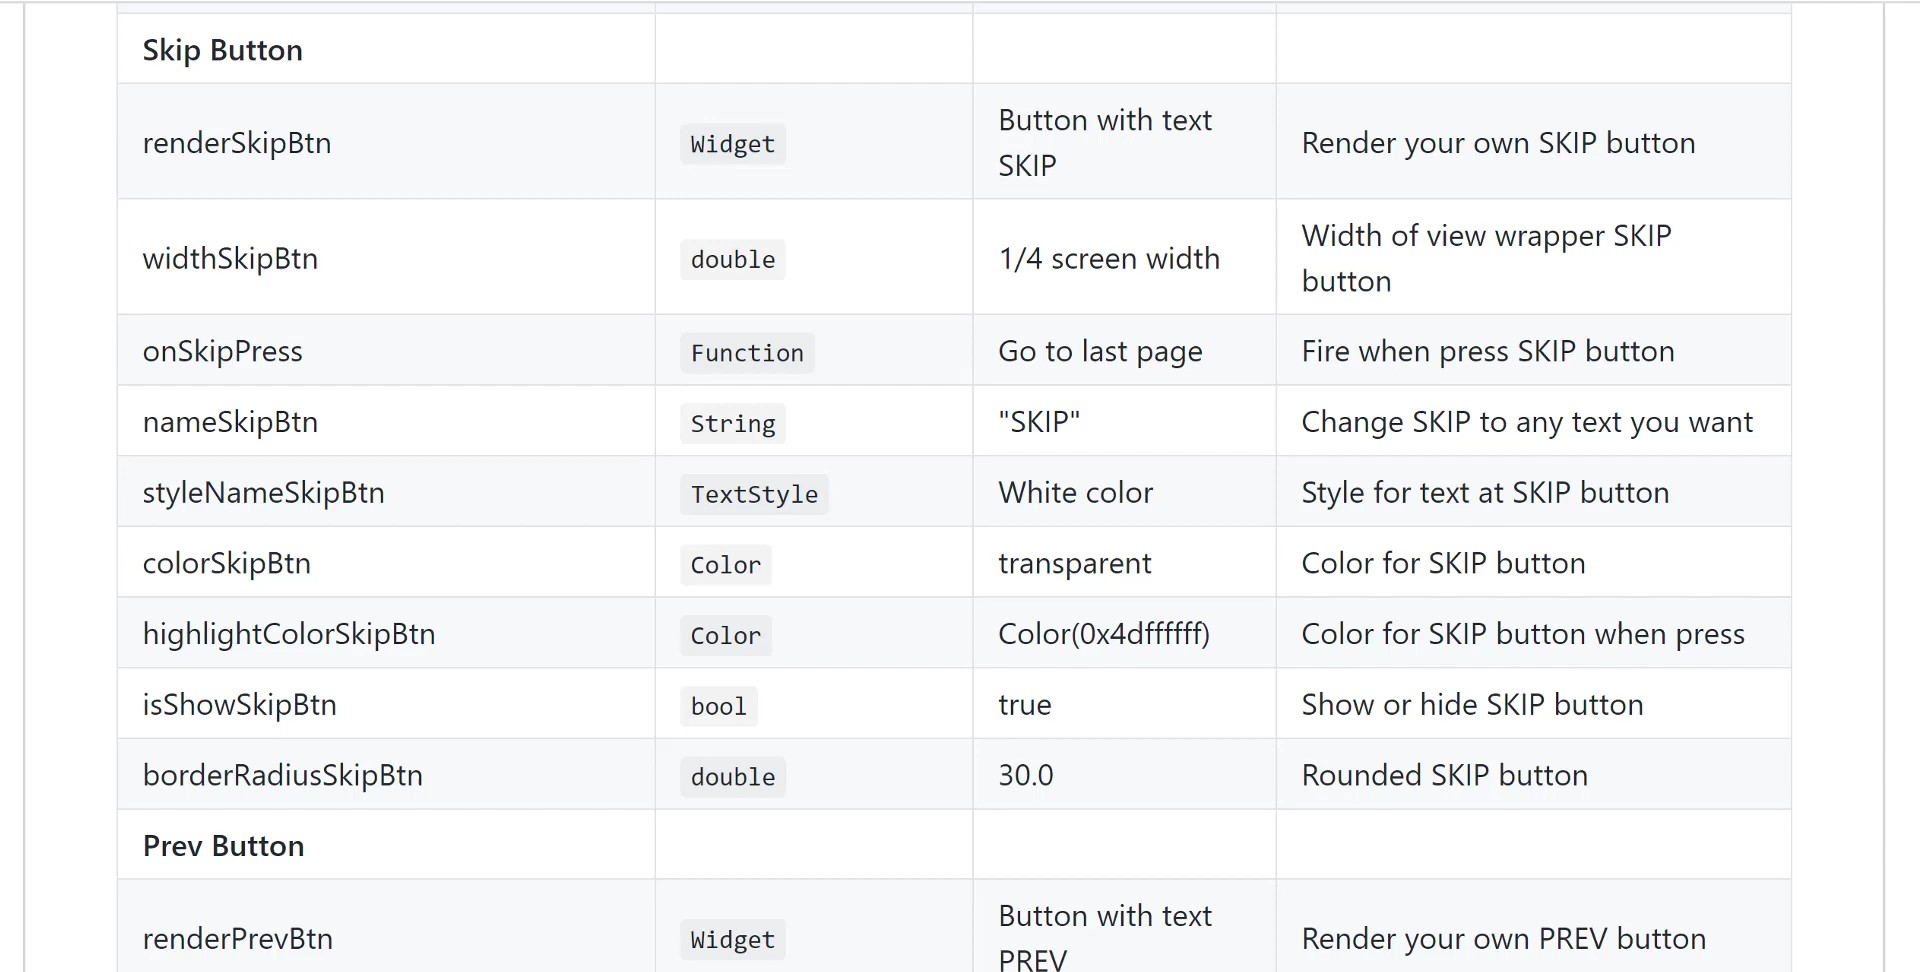 Skip Button
renderSkipBtn Widget Button with text SKIP Render your own SKIP button
widthSkipBtn double 1/4 screen width Width of view wrapper SKIP button
onSkipPress Function Go to last page Fire when press SKIP button
nameSkipBtn String "SKIP" Change SKIP to any text you want
styleNameSkipBtn TextStyle White color Style for text at SKIP button
colorSkipBtn Color transparent Color for SKIP button
highlightColorSkipBtn Color Color(0x4dffffff) Color for SKIP button when press
isShowSkipBtn bool true Show or hide SKIP button
borderRadiusSkipBtn double 30.0 Rounded SKIP button
Prev Button
renderPrevBtn Widget Button with text PREV Render your own PREV button